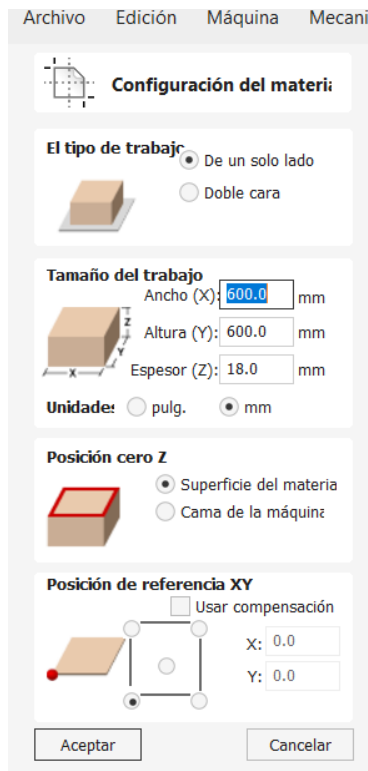 Archivo Edición Máquina Mecani
Configuración del materia
El tipo de trabajo
De un solo lado
Doble cara
Tamaño del trabajo
Ancho (X): 600.0 mm
Z
Altura (Y): 600.0 mm
Y
Espesor (Z): 18.0 mm
X
Unidades pulg. mm
Posición cero Z
Superficie del materia
Cama de la máquina
Posición de referencia XY
Usar compensación
X: 0.0
Y: 0.0
Aceptar Cancelar